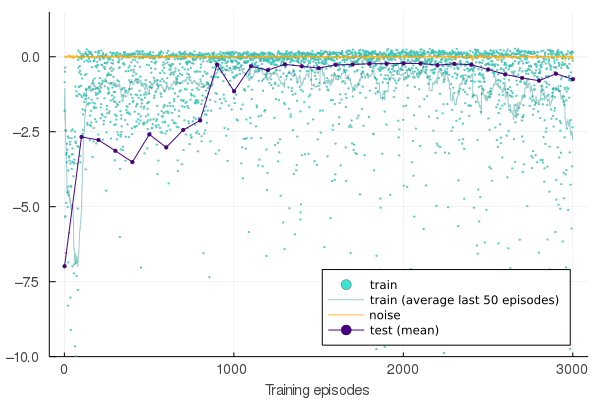 0.0
−2.5
−5.0
−7.5
−10.0
0
1000
2000
3000
Training episodes
train
train (average last 50 episodes)
noise
test (mean)